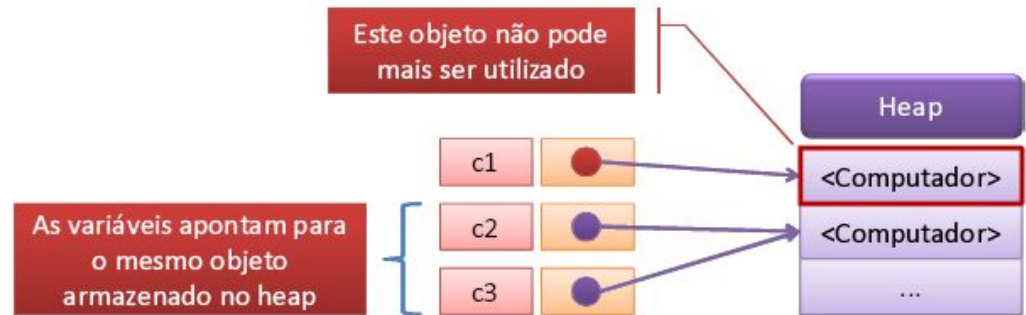 Este objeto não pode
mais ser utilizado
Heap
c1
<Computador>
As variáveis apontam para
o mesmo objeto
armazenado no heap
c2
<Computador>
c3
...